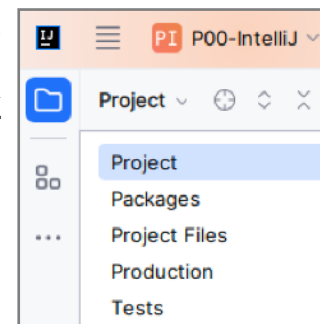 IJ
PI P00-IntelliJ
Project
Project
Packages
Project Files
Production
Tests